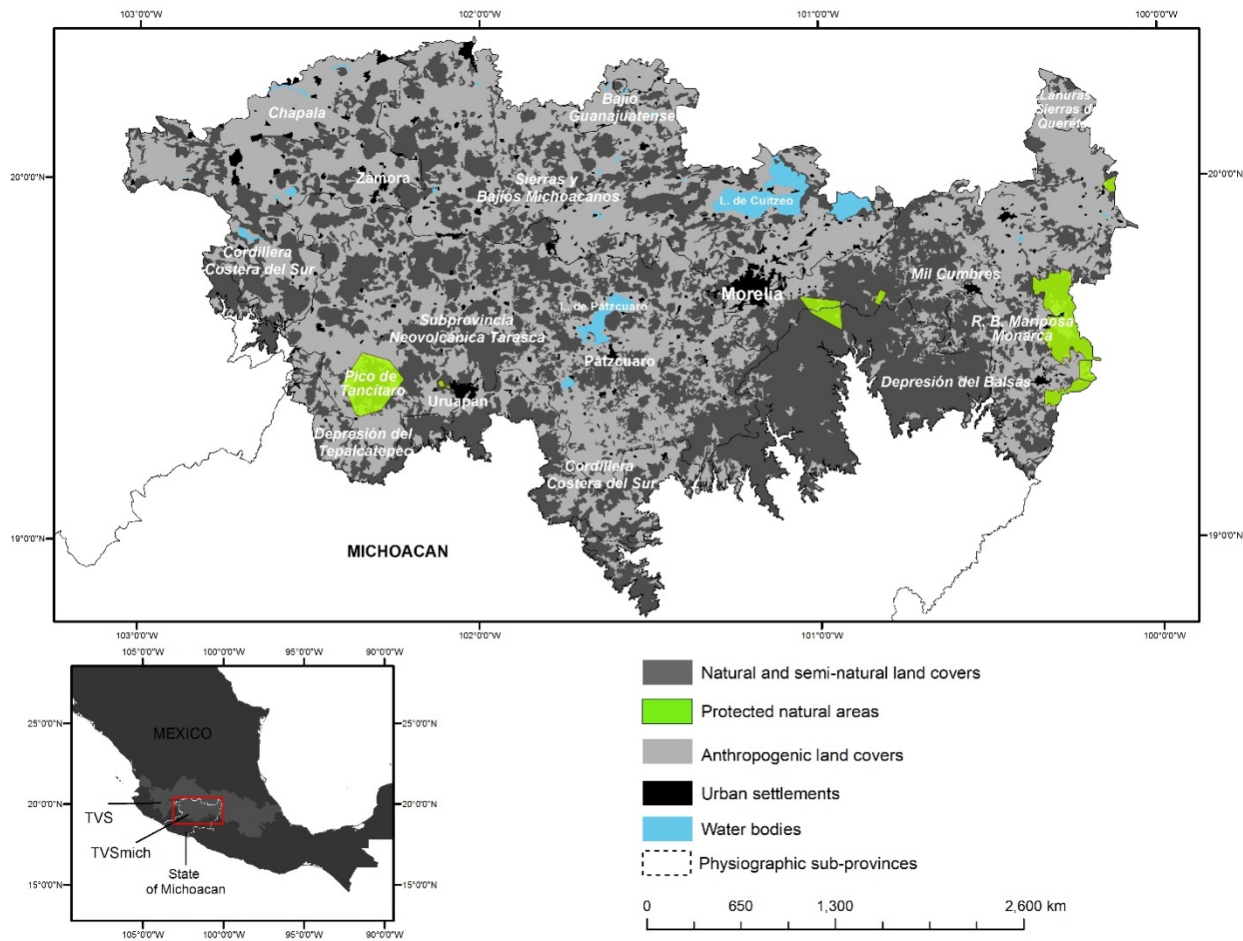 103°0'0"W
102°0'0"W
101°0'0"W
100°0'0"W
20°0'0"N
20°0'0"N
19°0'0"N
19°0'0"N
Chapala
Bajío
Guanajuatense
Lanuras
Sierras d
Queréta
Zamora
Sierras y
Bajíos Michoacanos
L. de Cuitzeo
Cordillera
Costera del Sur
Mil Cumbres
Morelia
L. de Pátzcuaro
Subprovincia
Neovolcánica Tarasca
R. B. Mariposa
Monarca
Pátzcuaro
Pico de
Tancítaro
Uruapan
Depresión del Balsas
Depresión del
Tepalcatepec
Cordillera
Costera del Sur
MICHOACAN
103°0'0"W
102°0'0"W
101°0'0"W
100°0'0"W
105°0'0"W
100°0'0"W
95°0'0"W
90°0'0"W
25°0'0"N
25°0'0"N
20°0'0"N
20°0'0"N
15°0'0"N
15°0'0"N
MEXICO
TVS
TVSmich
State
of Michoacan
105°0'0"W
100°0'0"W
95°0'0"W
90°0'0"W
Natural and semi-natural land covers
Protected natural areas
Anthropogenic land covers
Urban settlements
Water bodies
Physiographic sub-provinces
0 650 1,300 2,600 km